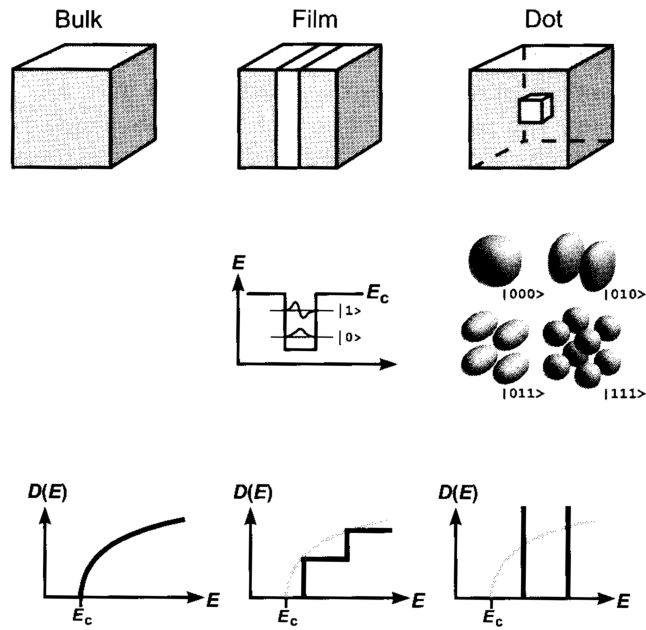 Bulk Film Dot
E
E_c
|1>
|0>
|000> |010>
|011> |111>
D(E) D(E) D(E)
E_c E E_c E E_c E